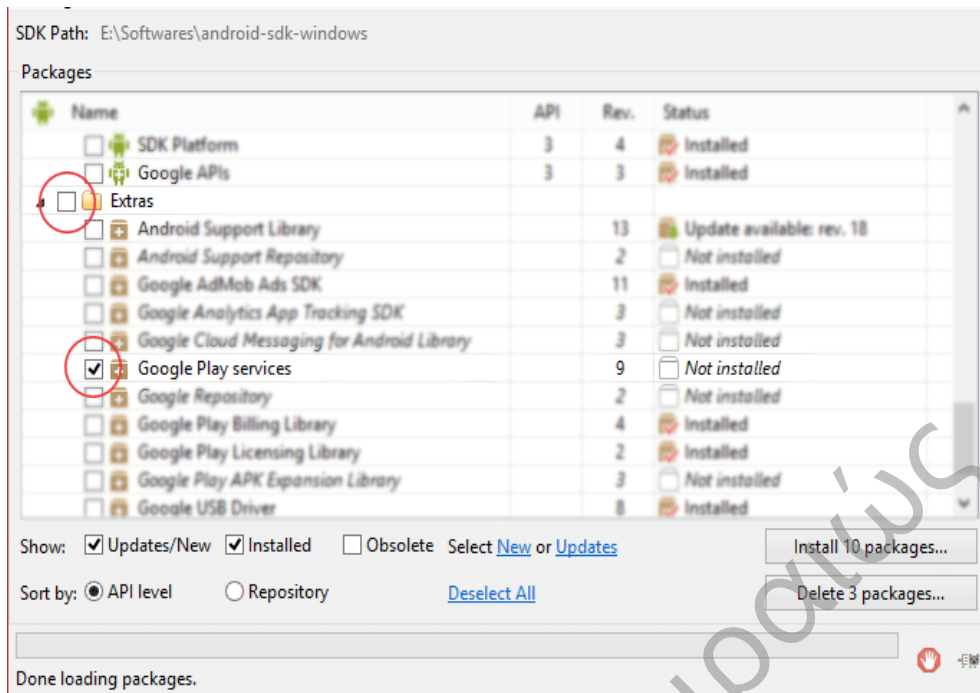 SDK Path: E:\Softwares\android-sdk-windows
Packages
Name API Rev. Status
SDK Platform 3 4 Installed
Google APIs 3 3 Installed
Extras
Android Support Library 13 Update available: rev. 18
Android Support Repository 2 Not installed
Google AdMob Ads SDK 11 Installed
Google Analytics App Tracking SDK 3 Not installed
Google Cloud Messaging for Android Library 3 Not installed
Google Play services 9 Not installed
Google Repository 2 Not installed
Google Play Billing Library 4 Installed
Google Play Licensing Library 2 Installed
Google Play APK Expansion Library 3 Not installed
Google USB Driver 8 Installed
Show: Updates/New Installed Obsolete Select New or Updates Install 10 packages...
Sort by: API level Repository Deselect All Delete 3 packages...
Done loading packages.